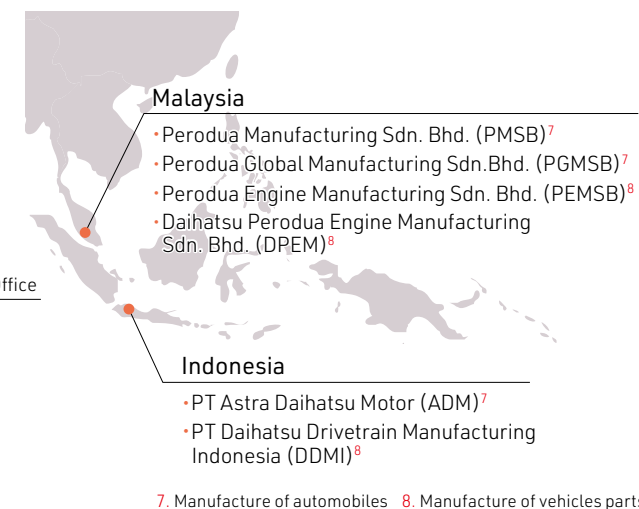 Malaysia
・Perodua Manufacturing Sdn. Bhd. (PMSB)7
・Perodua Global Manufacturing Sdn.Bhd. (PGMSB)7
・Perodua Engine Manufacturing Sdn. Bhd. (PEMSB)8
・Daihatsu Perodua Engine Manufacturing
Sdn. Bhd. (DPEM)8
Indonesia
・PT Astra Daihatsu Motor (ADM)7
・PT Daihatsu Drivetrain Manufacturing
Indonesia (DDMI)8
7. Manufacture of automobiles 8. Manufacture of vehicles parts